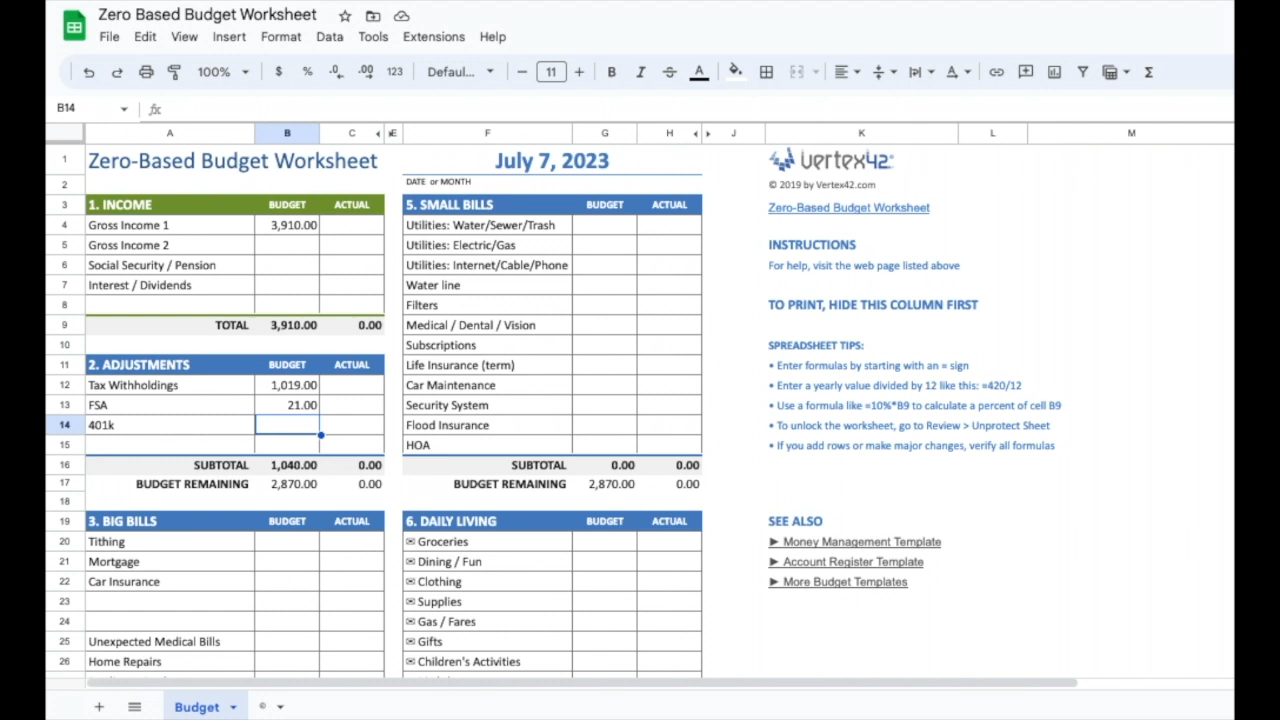 Zero Based Budget Worksheet
File Edit View Insert Format Data Tools Extensions Help
100% $ % .0 .00 123 Defaul... − 11 + B I A Σ
B14 fx
A B C E F G H J K L M
1 Zero-Based Budget Worksheet July 7, 2023 vertex42
2 DATE or MONTH © 2019 by Vertex42.com
3 1. INCOME BUDGET ACTUAL 5. SMALL BILLS BUDGET ACTUAL Zero-Based Budget Worksheet
4 Gross Income 1 3,910.00 Utilities: Water/Sewer/Trash
5 Gross Income 2 Utilities: Electric/Gas INSTRUCTIONS
6 Social Security / Pension Utilities: Internet/Cable/Phone For help, visit the web page listed above
7 Interest / Dividends Water line
8 Filters TO PRINT, HIDE THIS COLUMN FIRST
9 TOTAL 3,910.00 0.00 Medical / Dental / Vision
10 Subscriptions SPREADSHEET TIPS:
11 2. ADJUSTMENTS BUDGET ACTUAL Life Insurance (term) • Enter formulas by starting with an = sign
12 Tax Withholdings 1,019.00 Car Maintenance • Enter a yearly value divided by 12 like this: =420/12
13 FSA 21.00 Security System • Use a formula like =10%*B9 to calculate a percent of cell B9
14 401k Flood Insurance • To unlock the worksheet, go to Review > Unprotect Sheet
15 HOA • If you add rows or make major changes, verify all formulas
16 SUBTOTAL 1,040.00 0.00 SUBTOTAL 0.00 0.00
17 BUDGET REMAINING 2,870.00 0.00 BUDGET REMAINING 2,870.00 0.00
18
19 3. BIG BILLS BUDGET ACTUAL 6. DAILY LIVING BUDGET ACTUAL SEE ALSO
20 Tithing ✉ Groceries ► Money Management Template
21 Mortgage ✉ Dining / Fun ► Account Register Template
22 Car Insurance ✉ Clothing ► More Budget Templates
23 ✉ Supplies
24 ✉ Gas / Fares
25 Unexpected Medical Bills ✉ Gifts
26 Home Repairs ✉ Children's Activities
+ Budget ©